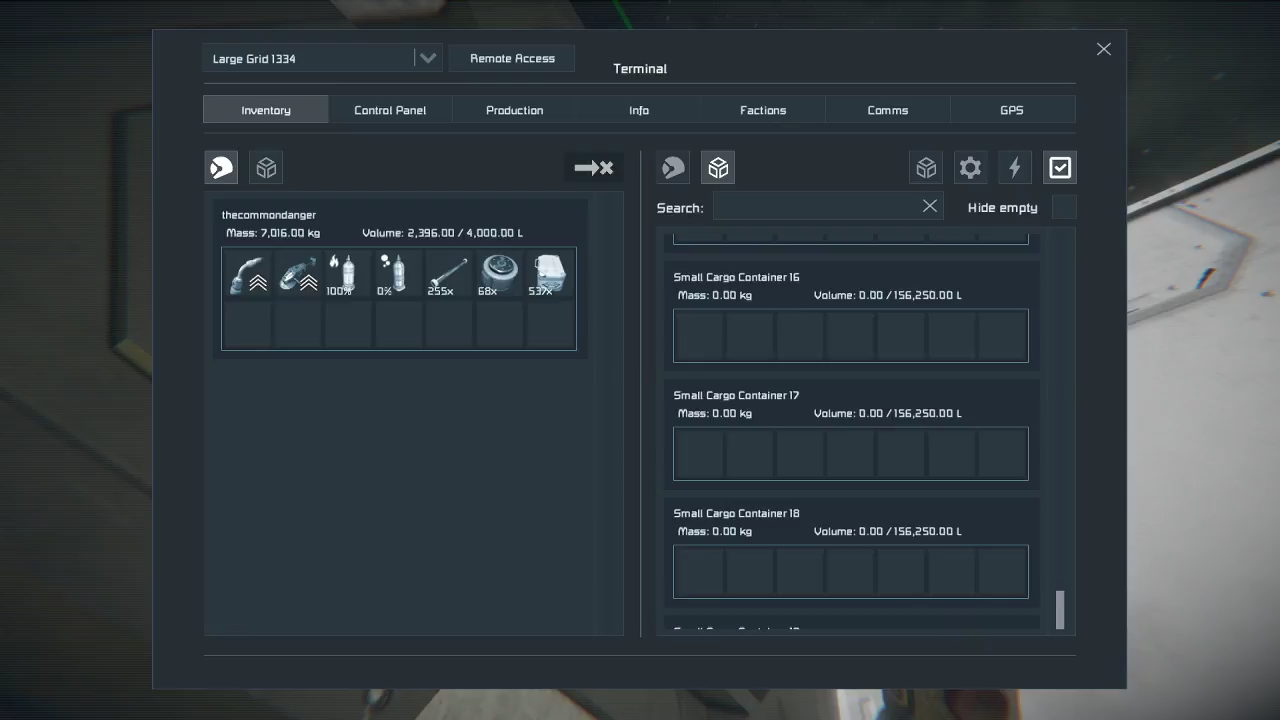 Large Grid 1334
Remote Access
Terminal
Inventory
Control Panel
Production
Info
Factions
Comms
GPS
Search:
Hide empty
thecommondanger
Mass: 7,016.00 kg
Volume: 2,396.00 / 4,000.00 L
100%
0%
255x
68x
537x
Small Cargo Container 16
Mass: 0.00 kg
Volume: 0.00 / 156,250.00 L
Small Cargo Container 17
Mass: 0.00 kg
Volume: 0.00 / 156,250.00 L
Small Cargo Container 18
Mass: 0.00 kg
Volume: 0.00 / 156,250.00 L